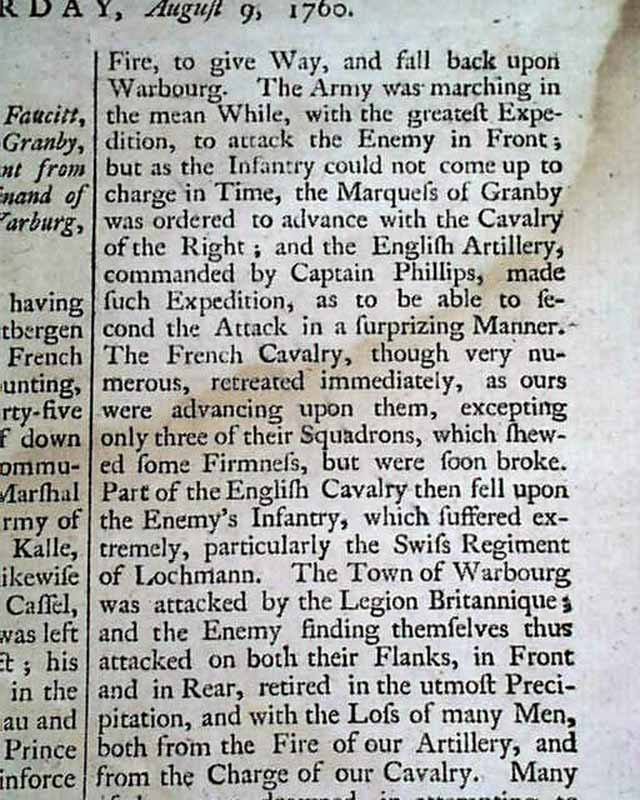 RDAY, Auguſt 9, 1760.
Faucitt,
Granby,
nt from
nand of
arburg,
having
tbergen
French
unting,
rty-five
f down
ommu-
Marſhal
rmy of
Kalle,
ikewiſe
Caſſel,
was left
ct; his
in the
au and
Prince
inforce
Fire, to give Way, and fall back upon
Warbourg. The Army was marching in
the mean While, with the greateſt Expe-
dition, to attack the Enemy in Front;
but as the Infantry could not come up to
charge in Time, the Marqueſs of Granby
was ordered to advance with the Cavalry
of the Right; and the Engliſh Artillery,
commanded by Captain Phillips, made
ſuch Expedition, as to be able to ſe-
cond the Attack in a ſurprizing Manner.
The French Cavalry, though very nu-
merous, retreated immediately, as ours
were advancing upon them, excepting
only three of their Squadrons, which ſhew-
ed ſome Firmneſs, but were ſoon broke.
Part of the Engliſh Cavalry then fell upon
the Enemy's Infantry, which ſuffered ex-
tremely, particularly the Swiſs Regiment
of Lochmann. The Town of Warbourg
was attacked by the Legion Britannique;
and the Enemy finding themſelves thus
attacked on both their Flanks, in Front
and in Rear, retired in the utmoſt Preci-
pitation, and with the Loſs of many Men,
both from the Fire of our Artillery, and
from the Charge of our Cavalry. Many